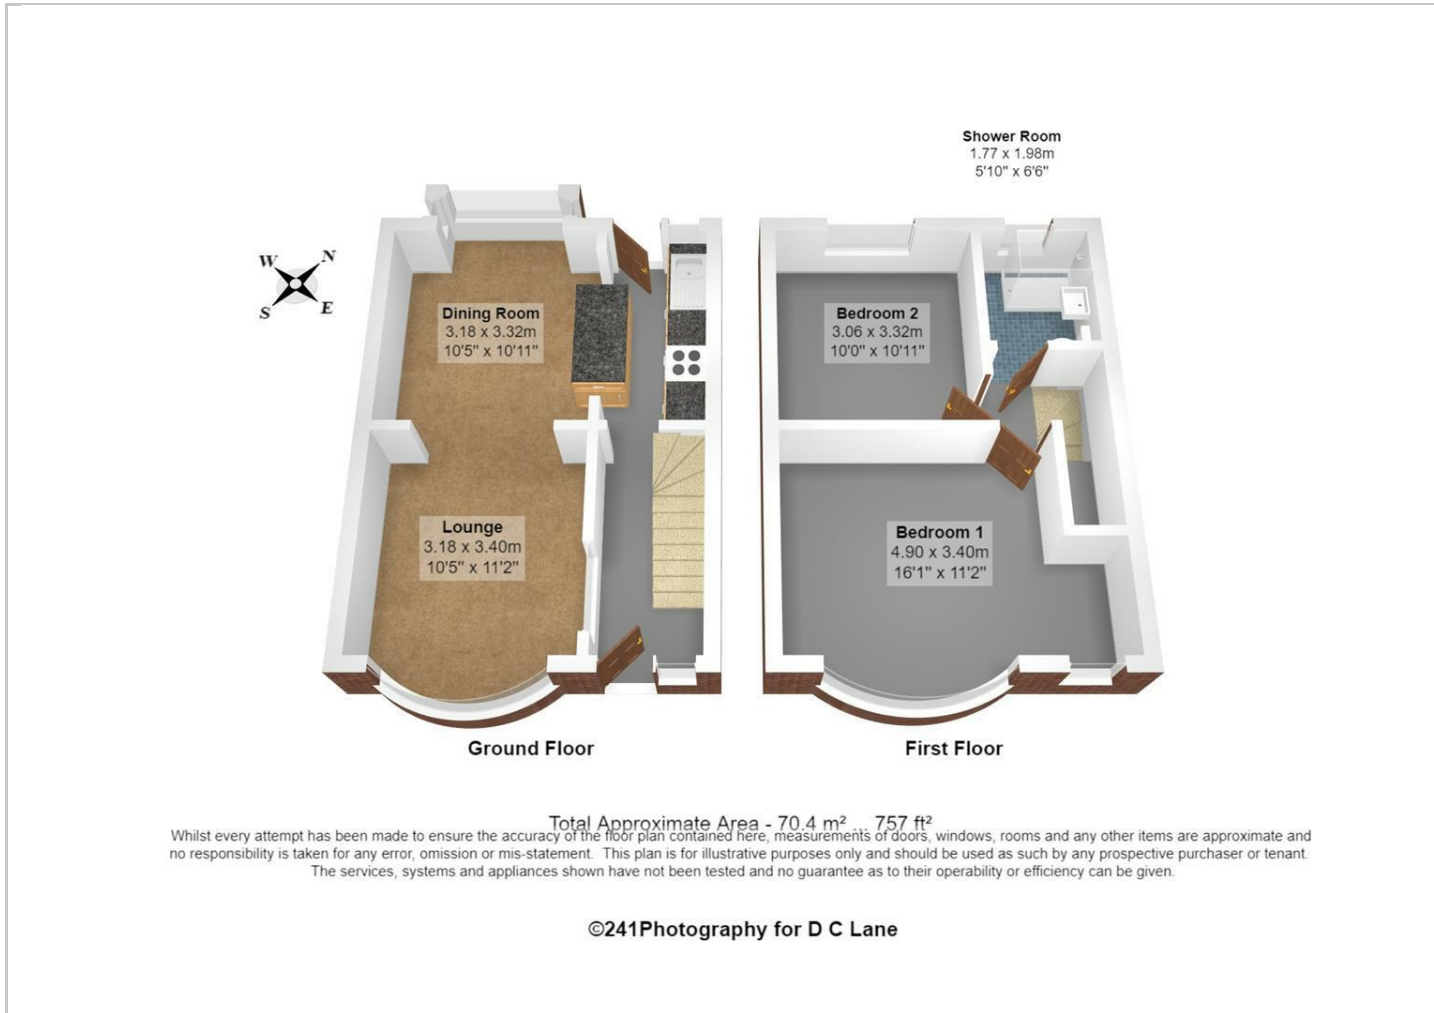 Shower Room
1.77 x 1.98m
5'10" x 6'6"
W
N
S
E
Dining Room
3.18 x 3.32m
10'5" x 10'11"
Bedroom 2
3.06 x 3.32m
10'0" x 10'11"
Lounge
3.18 x 3.40m
10'5" x 11'2"
Bedroom 1
4.90 x 3.40m
16'1" x 11'2"
Ground Floor
First Floor
Total Approximate Area - 70.4 m² ... 757 ft²
Whilst every attempt has been made to ensure the accuracy of the floor plan contained here, measurements of doors, windows, rooms and any other items are approximate and
no responsibility is taken for any error, omission or mis-statement. This plan is for illustrative purposes only and should be used as such by any prospective purchaser or tenant.
The services, systems and appliances shown have not been tested and no guarantee as to their operability or efficiency can be given.
©241Photography for D C Lane